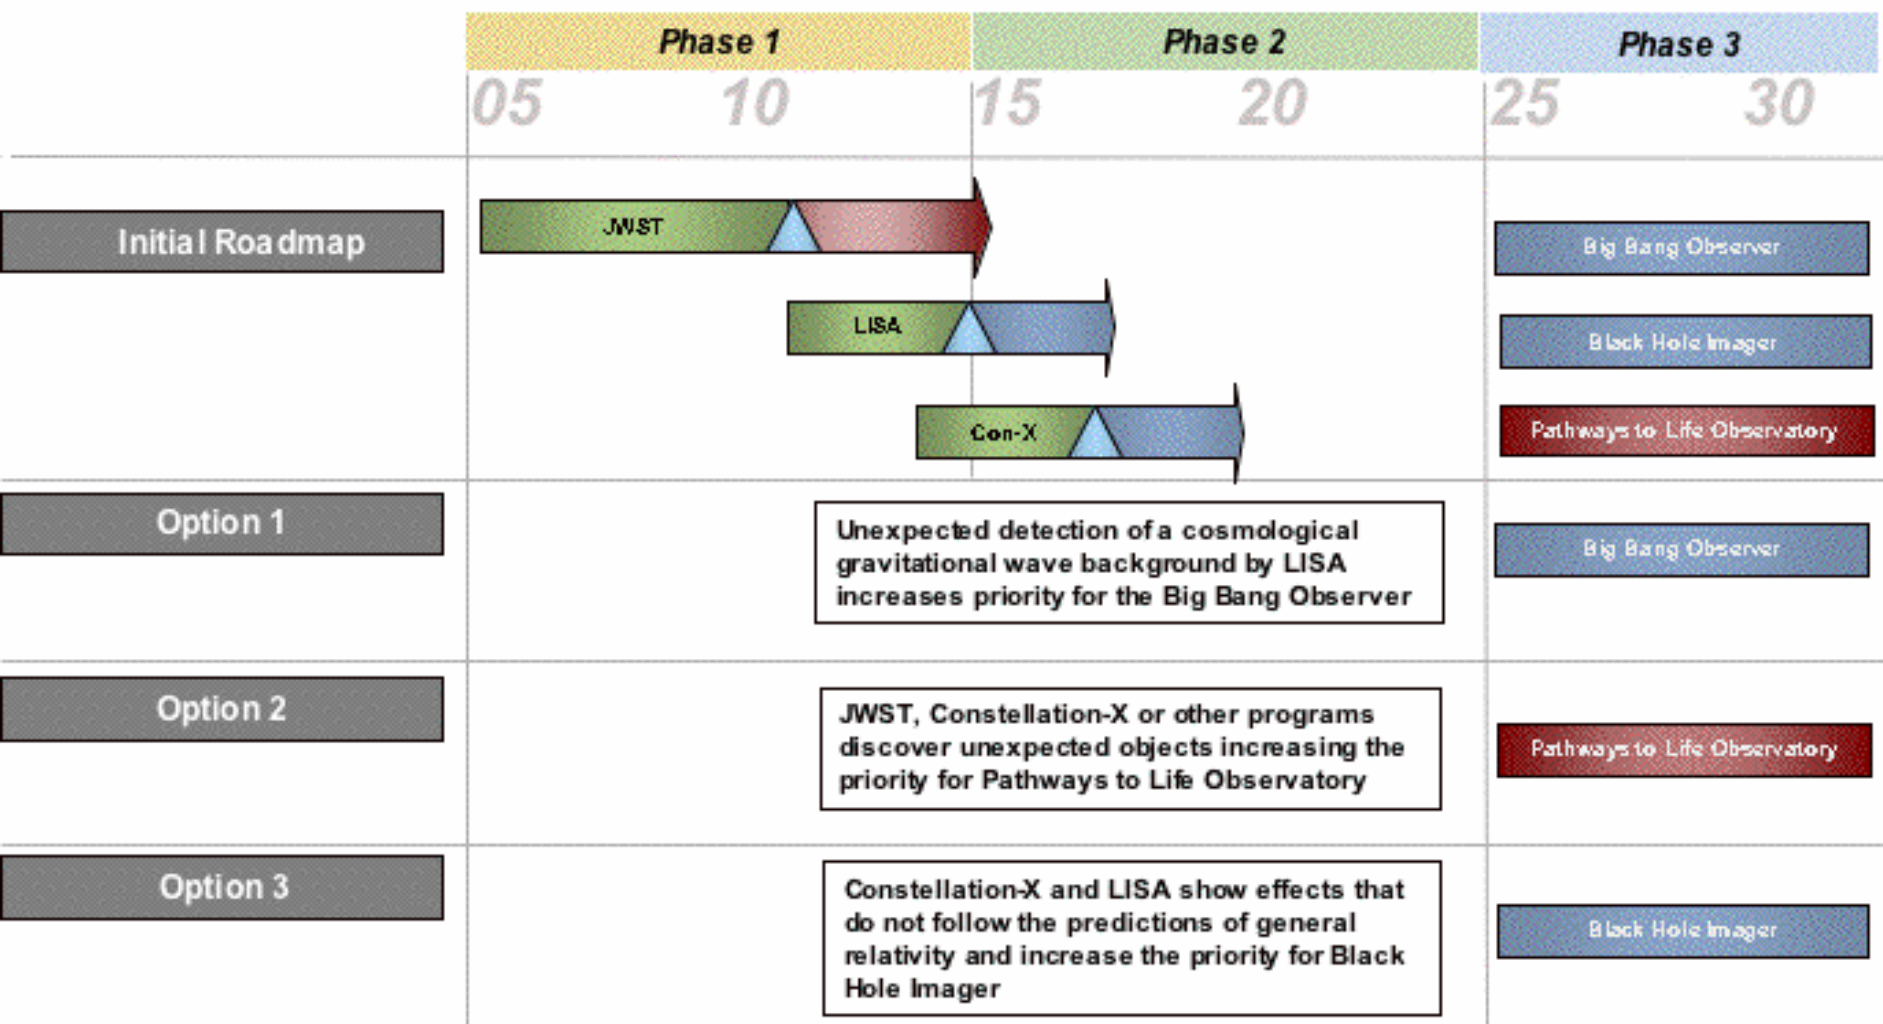 Phase 1 Phase 2 Phase 3
05 10 15 20 25 30
Initial Roadmap
JWST
Big Bang Observer
LISA
Black Hole Imager
Con-X
Pathways to Life Observatory
Option 1
Unexpected detection of a cosmological
gravitational wave background by LISA
increases priority for the Big Bang Observer
Big Bang Observer
Option 2
JWST, Constellation-X or other programs
discover unexpected objects increasing the
priority for Pathways to Life Observatory
Pathways to Life Observatory
Option 3
Constellation-X and LISA show effects that
do not follow the predictions of general
relativity and increase the priority for Black
Hole Imager
Black Hole Imager